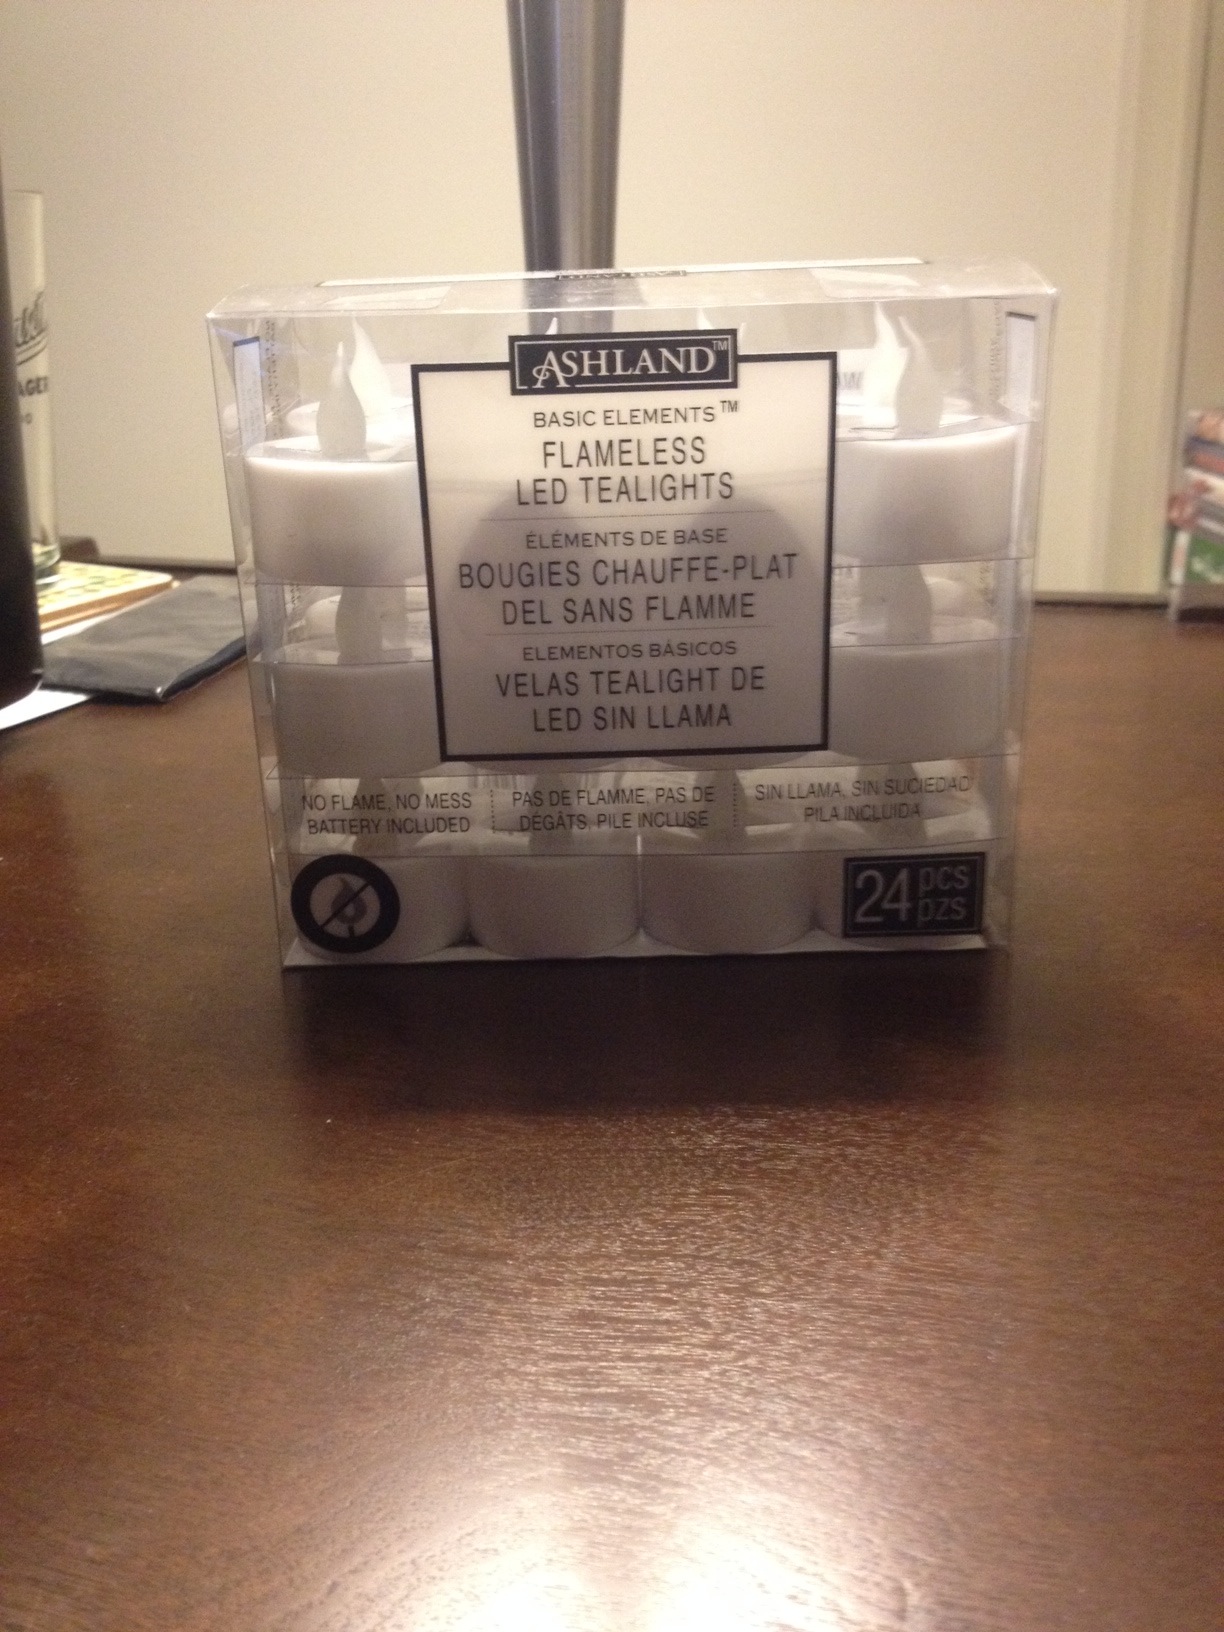 ASHLAND™
BASIC ELEMENTS™
FLAMELESS
LED TEALIGHTS
ÉLÉMENTS DE BASE
BOUGIES CHAUFFE-PLAT
DEL SANS FLAMME
ELEMENTOS BÁSICOS
VELAS TEALIGHT DE
LED SIN LLAMA
NO FLAME, NO MESS
BATTERY INCLUDED
PAS DE FLAMME, PAS DE
DÉGÂTS, PILE INCLUSE
SIN LLAMA, SIN SUCIEDAD
PILA INCLUIDA
24 pcs
pzs